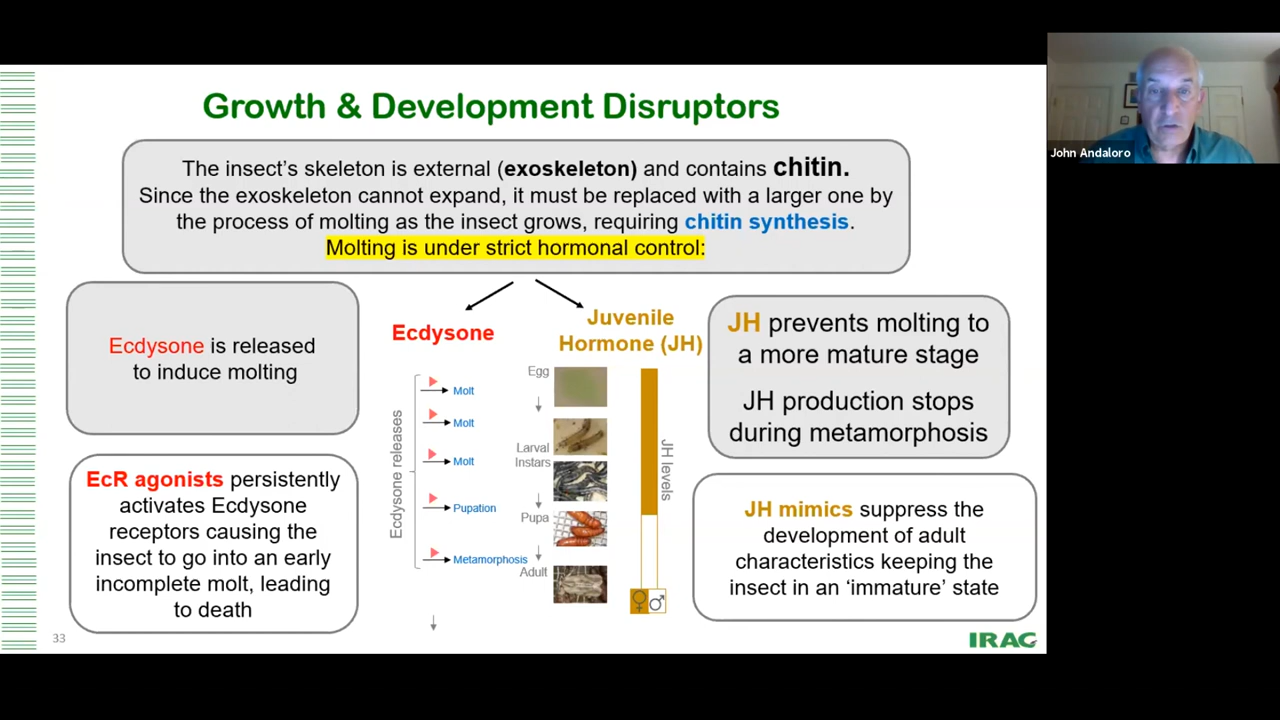 Growth & Development Disruptors
John Andaloro
The insect's skeleton is external (exoskeleton) and contains chitin.
Since the exoskeleton cannot expand, it must be replaced with a larger one by
the process of molting as the insect grows, requiring chitin synthesis.
Molting is under strict hormonal control:
Ecdysone is released
to induce molting
EcR agonists persistently
activates Ecdysone
receptors causing the
insect to go into an early
incomplete molt, leading
to death
Ecdysone
Ecdysone releases
Molt
Molt
Molt
Pupation
Metamorphosis
Juvenile
Hormone (JH)
Egg
Larval
Instars
Pupa
Adult
JH levels
♀ ♂
JH prevents molting to
a more mature stage
JH production stops
during metamorphosis
JH mimics suppress the
development of adult
characteristics keeping the
insect in an 'immature' state
33
IRAC